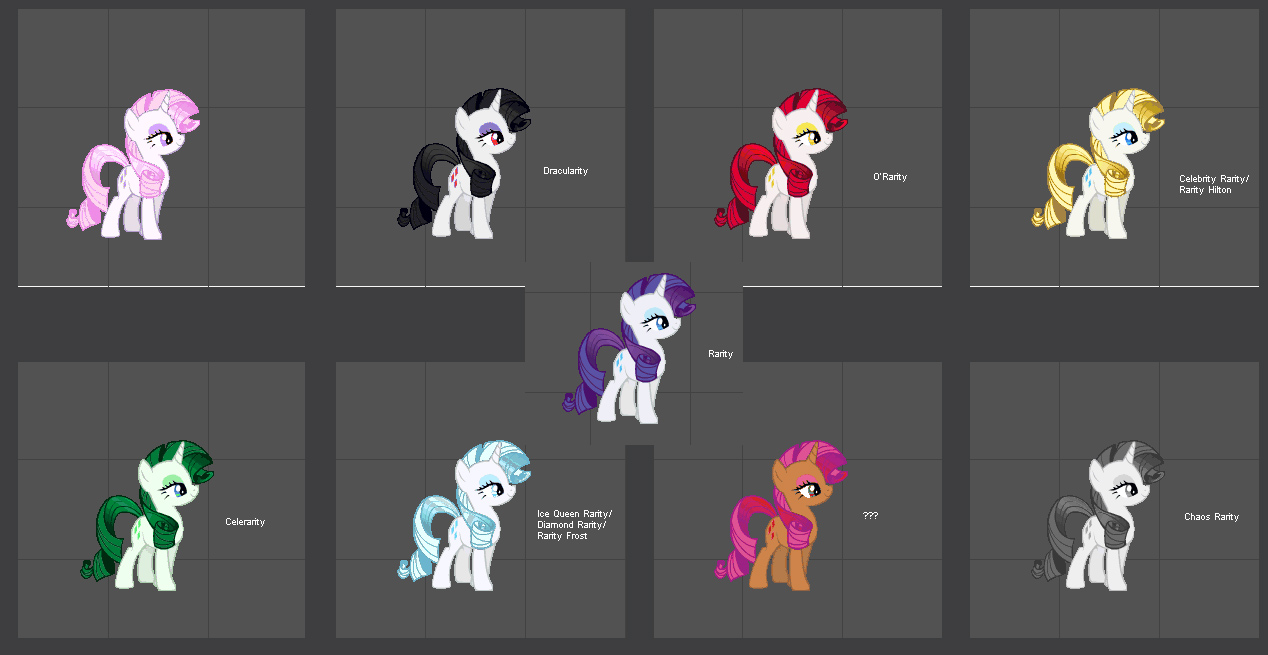 Dracularity
O'Rarity
Celebrity Rarity/
Rarity Hilton
Rarity
Celerarity
Ice Queen Rarity/
Diamond Rarity/
Rarity Frost
???
Chaos Rarity